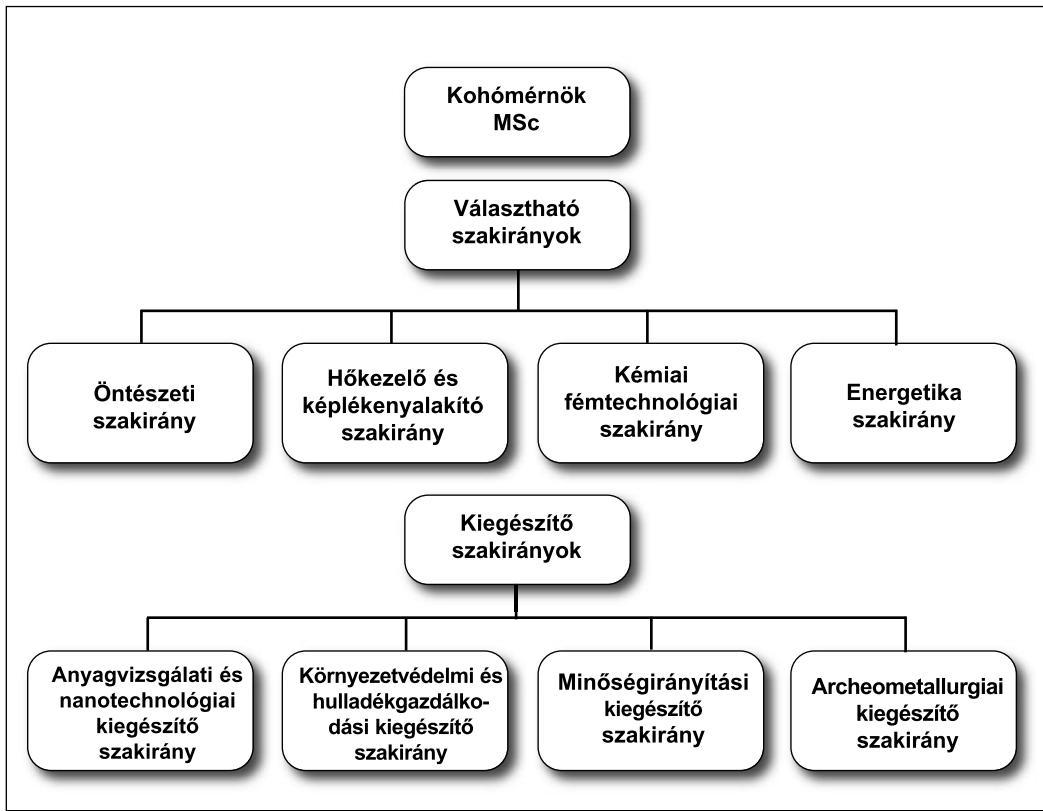 Kohómérnök
MSc
Választható
szakirányok
Öntészeti
szakirány
Hőkezelő és
képlékenyalakító
szakirány
Kémiai
fémtechnológiai
szakirány
Energetika
szakirány
Kiegészítő
szakirányok
Anyagvizsgálati és
nanotechnológiai
kiegészítő
szakirány
Környezetvédelmi és
hulladékgazdálko-
dási kiegészítő
szakirány
Minőségirányítási
kiegészítő
szakirány
Archeometallurgiai
kiegészítő
szakirány